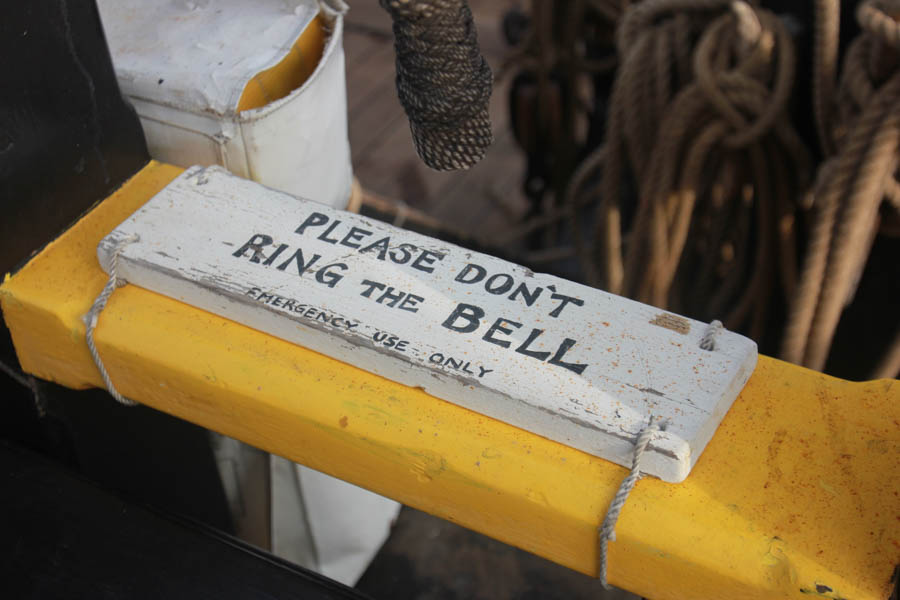 PLEASE DON'T
RING THE BELL
EMERGENCY USE ONLY